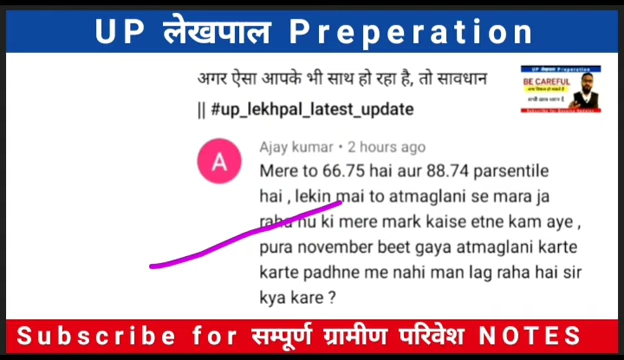 UP लेखपाल Preperation
अगर ऐसा आपके भी साथ हो रहा है, तो सावधान
|| #up_lekhpal_latest_update
UP लेखपाल Preperation
BE CAREFUL
A
Ajay kumar • 2 hours ago
Mere to 66.75 hai aur 88.74 parsentile
hai , lekin mai to atmaglani se mara ja
raha hu ki mere mark kaise etne kam aye ,
pura november beet gaya atmaglani karte
karte padhne me nahi man lag raha hai sir
kya kare ?
Subscribe for सम्पूर्ण ग्रामीण परिवेश NOTES